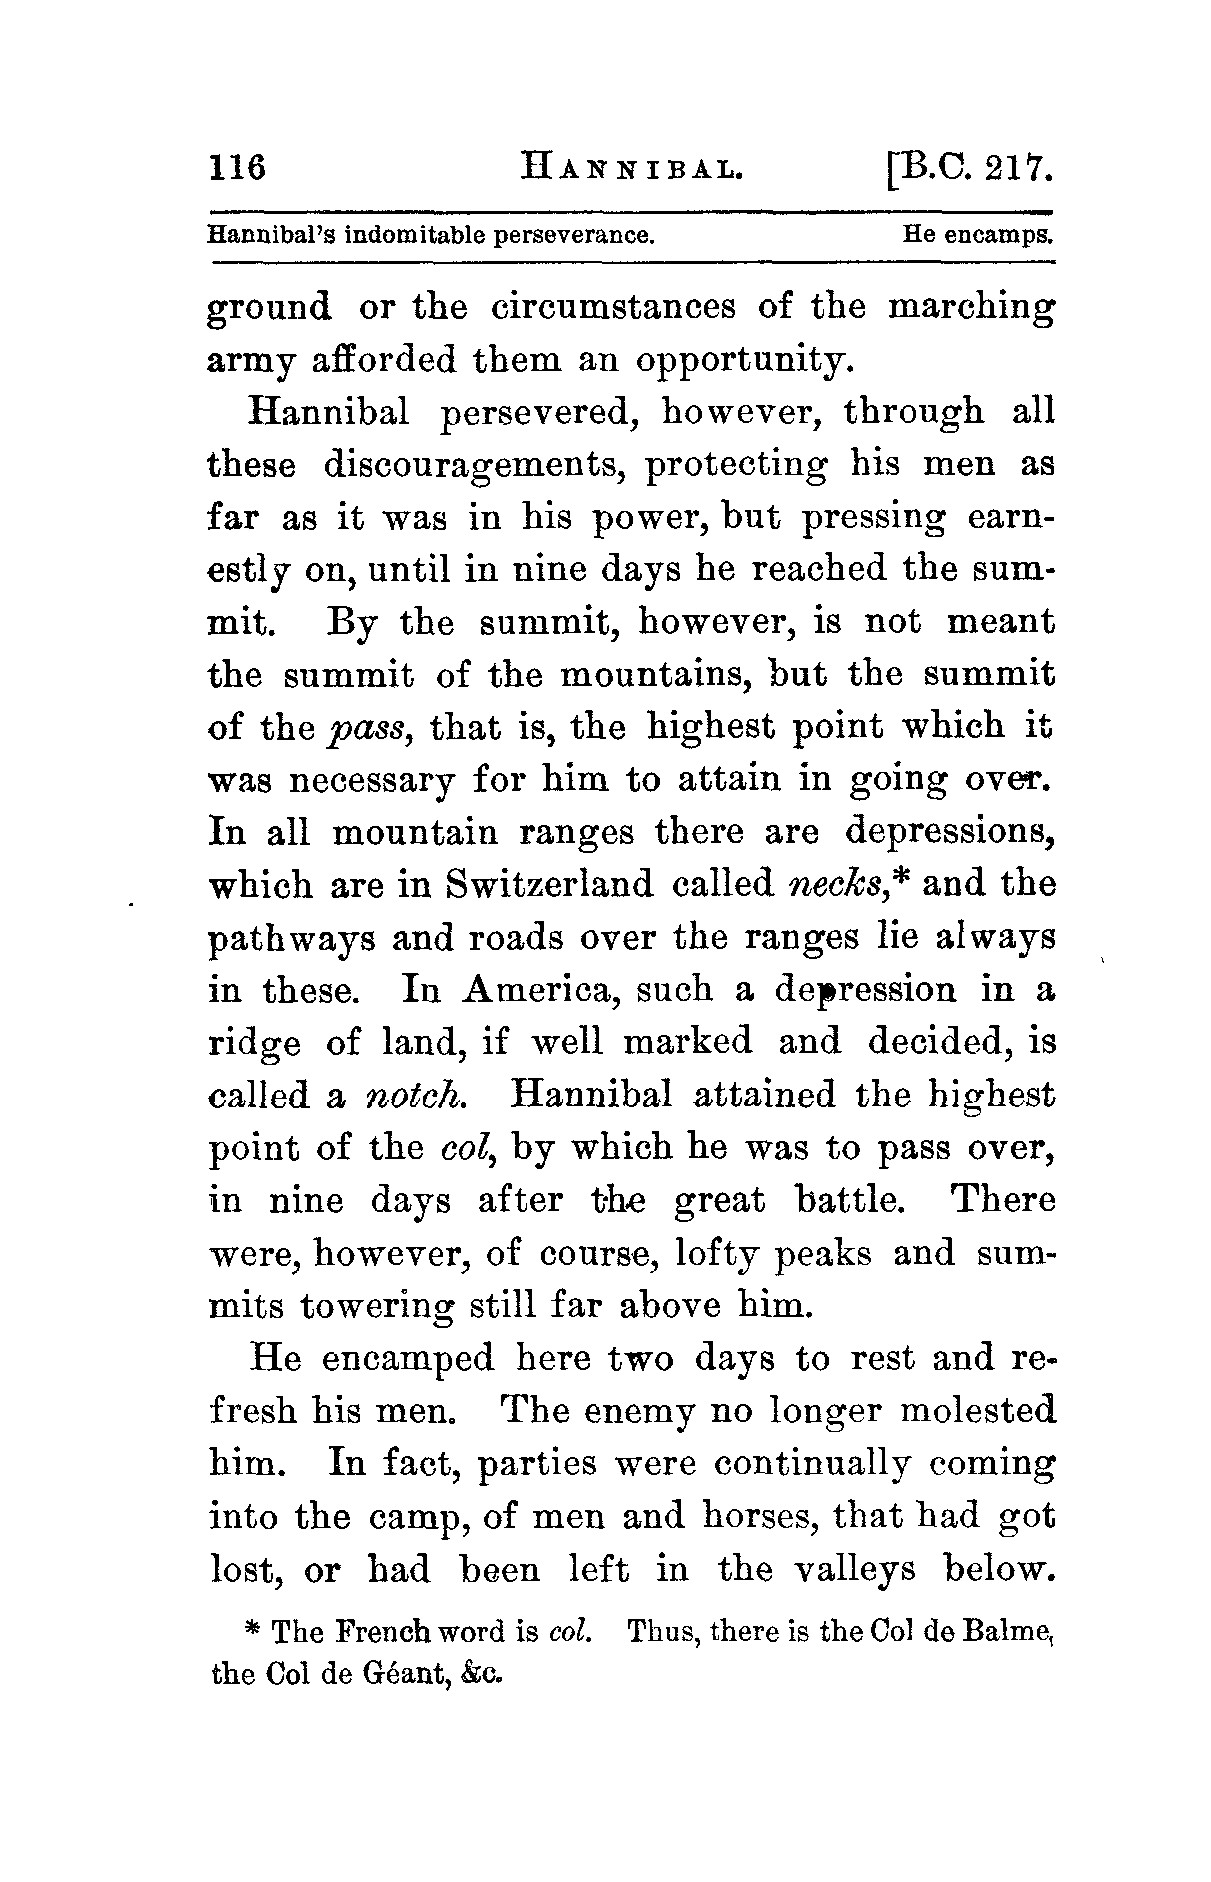 116 HANNIBAL. [B.C. 217.
Hannibal's indomitable perseverance. He encamps.
ground or the circumstances of the marching
army afforded them an opportunity.
Hannibal persevered, however, through all
these discouragements, protecting his men as
far as it was in his power, but pressing earn-
estly on, until in nine days he reached the sum-
mit. By the summit, however, is not meant
the summit of the mountains, but the summit
of the pass, that is, the highest point which it
was necessary for him to attain in going over.
In all mountain ranges there are depressions,
which are in Switzerland called necks,* and the
pathways and roads over the ranges lie always
in these. In America, such a depression in a
ridge of land, if well marked and decided, is
called a notch. Hannibal attained the highest
point of the col, by which he was to pass over,
in nine days after the great battle. There
were, however, of course, lofty peaks and sum-
mits towering still far above him.
He encamped here two days to rest and re-
fresh his men. The enemy no longer molested
him. In fact, parties were continually coming
into the camp, of men and horses, that had got
lost, or had been left in the valleys below.
* The French word is col. Thus, there is the Col de Balme,
the Col de Géant, &c.